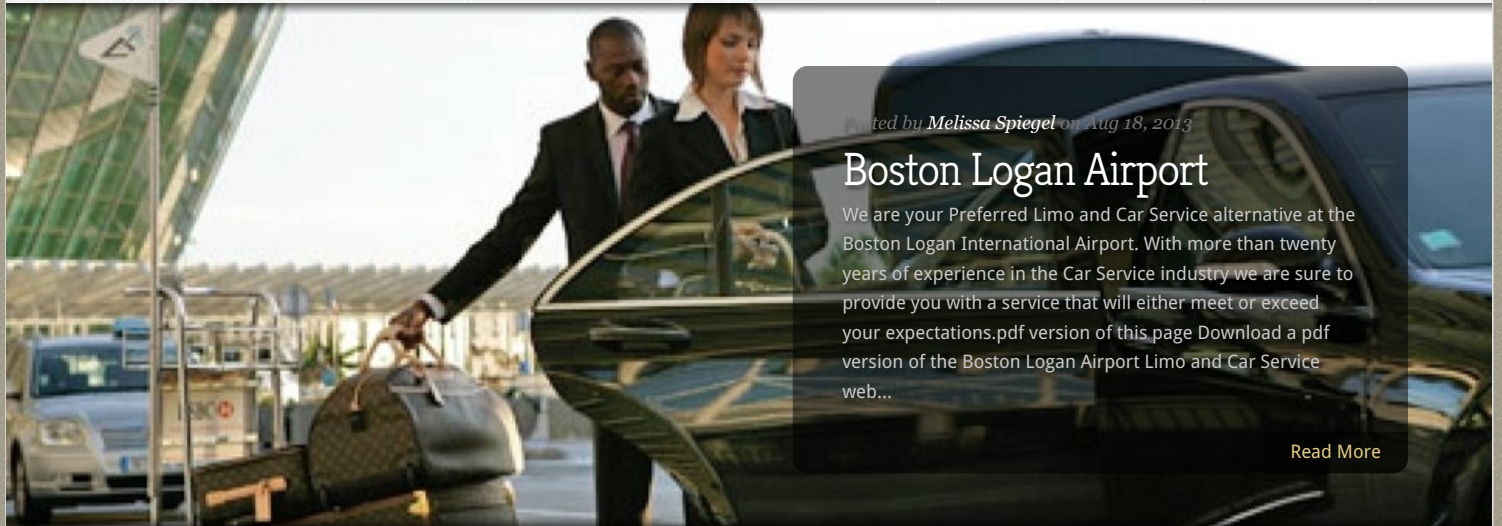 Posted by Melissa Spiegel on Aug 18, 2013
Boston Logan Airport
We are your Preferred Limo and Car Service alternative at the
Boston Logan International Airport. With more than twenty
years of experience in the Car Service industry we are sure to
provide you with a service that will either meet or exceed
your expectations.pdf version of this page Download a pdf
version of the Boston Logan Airport Limo and Car Service
web...
Read More